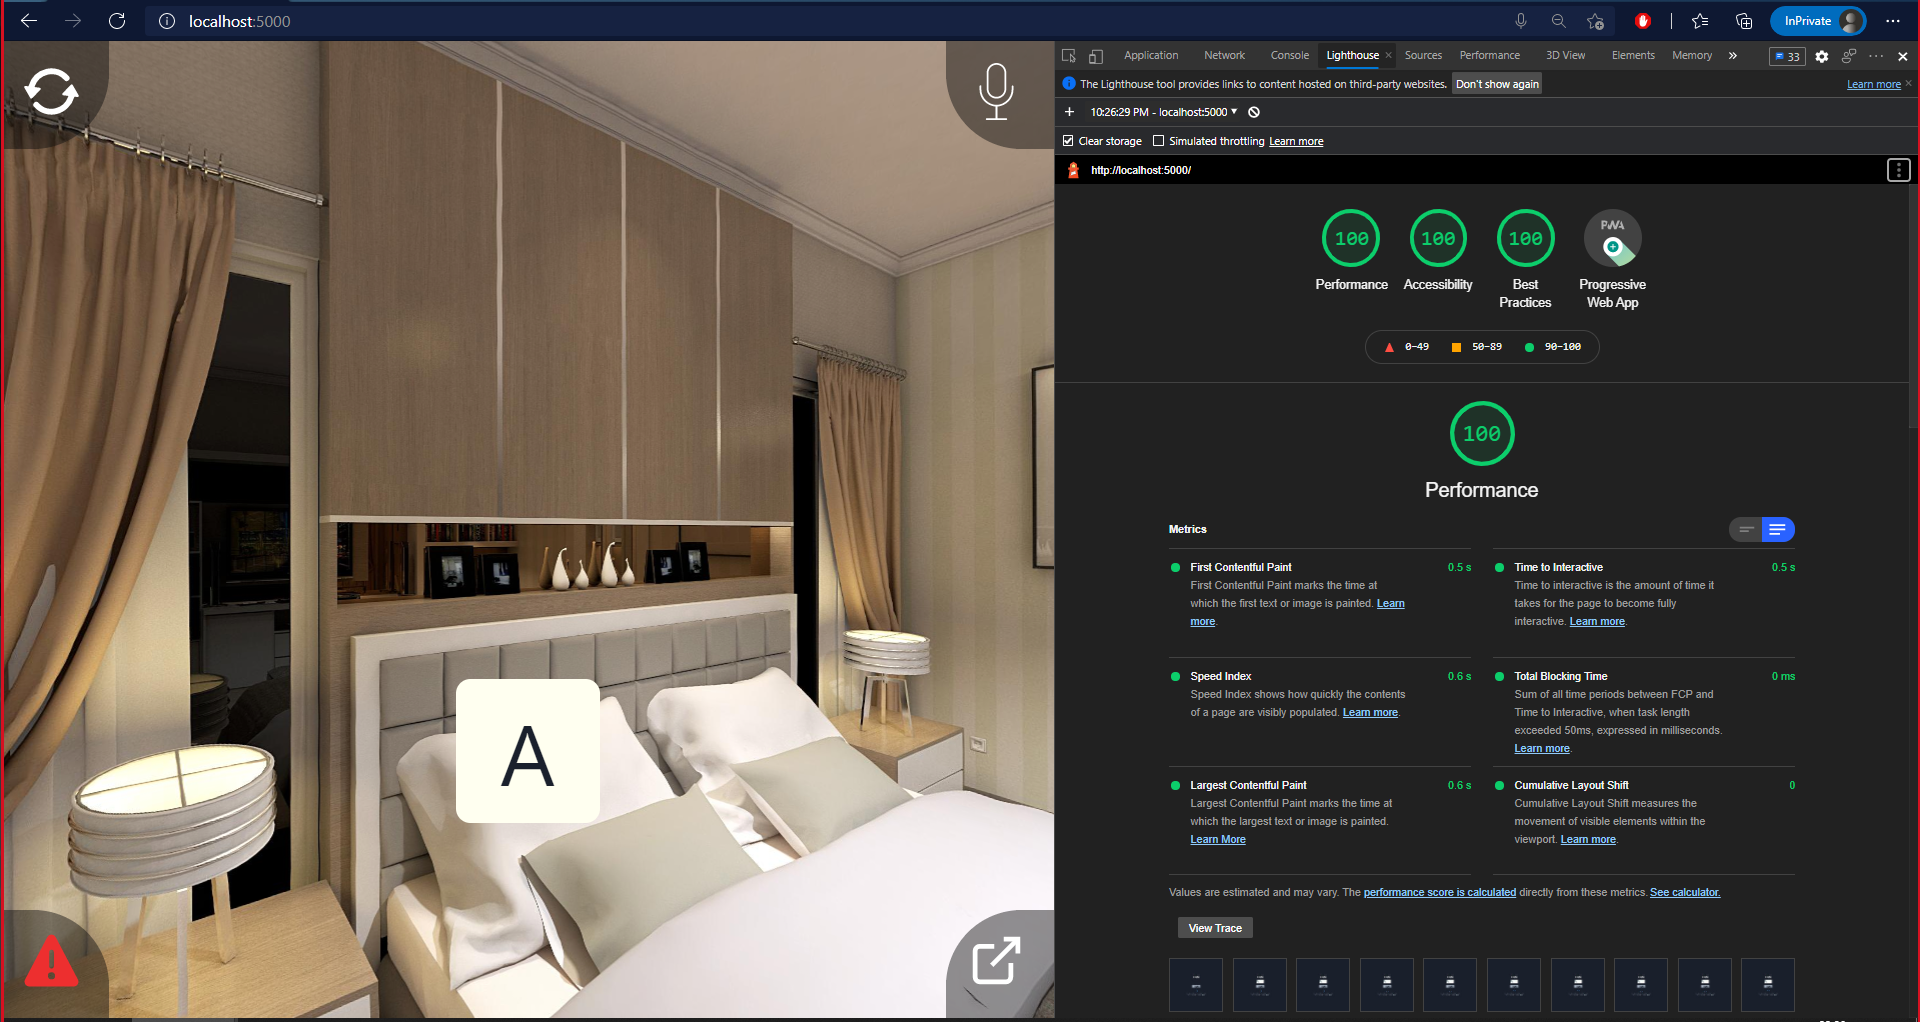 localhost:5000
InPrivate
Application Network Console Lighthouse Sources Performance 3D View Elements Memory 33
The Lighthouse tool provides links to content hosted on third-party websites. Don't show again Learn more
10:26:29 PM - localhost:5000
Clear storage Simulated throttling Learn more
http://localhost:5000/
100 100 100 PWA
Performance Accessibility Best Practices Progressive Web App
0–49 50–89 90–100
100
Performance
Metrics
First Contentful Paint 0.5 s
First Contentful Paint marks the time at
which the first text or image is painted. Learn
more.
Time to Interactive 0.5 s
Time to interactive is the amount of time it
takes for the page to become fully
interactive. Learn more.
Speed Index 0.6 s
Speed Index shows how quickly the contents
of a page are visibly populated. Learn more.
Total Blocking Time 0 ms
Sum of all time periods between FCP and
Time to Interactive, when task length
exceeded 50ms, expressed in milliseconds.
Learn more.
Largest Contentful Paint 0.6 s
Largest Contentful Paint marks the time at
which the largest text or image is painted.
Learn More
Cumulative Layout Shift 0
Cumulative Layout Shift measures the
movement of visible elements within the
viewport. Learn more.
Values are estimated and may vary. The performance score is calculated directly from these metrics. See calculator.
View Trace
A